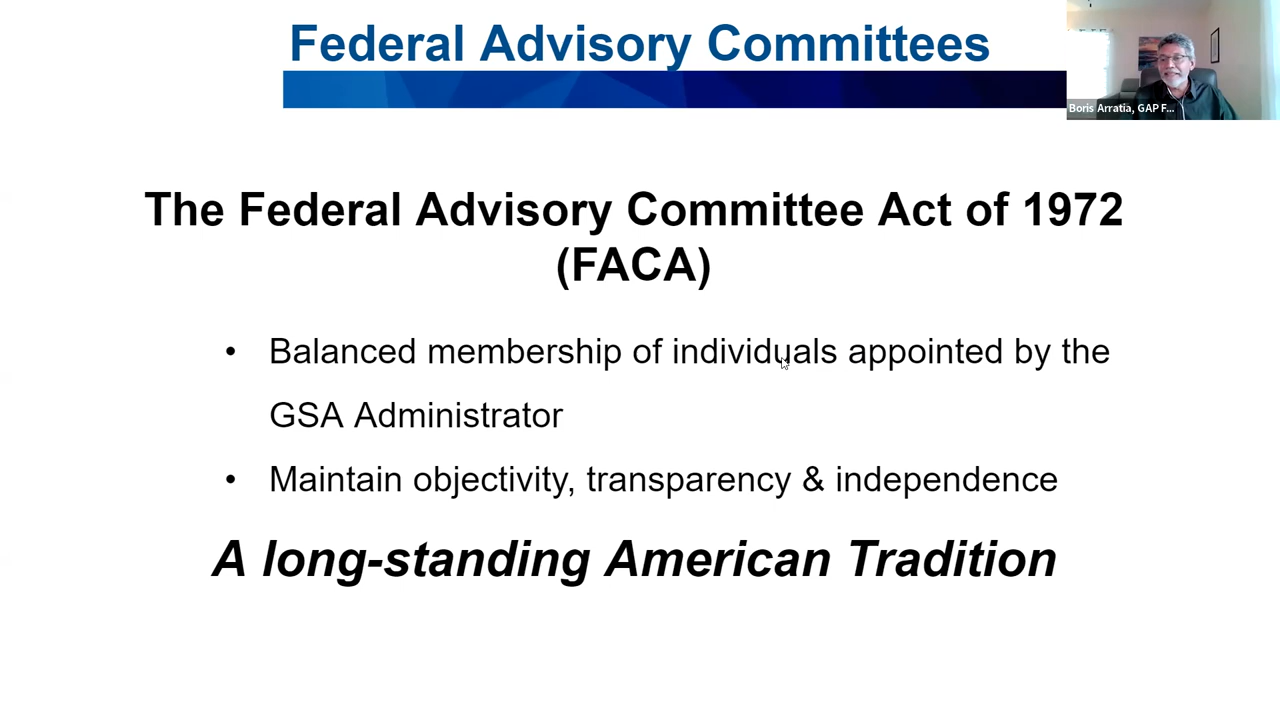 Federal Advisory Committees
Boris Arratia, GAP F...
The Federal Advisory Committee Act of 1972
(FACA)
• Balanced membership of individuals appointed by the
GSA Administrator
• Maintain objectivity, transparency & independence
A long-standing American Tradition